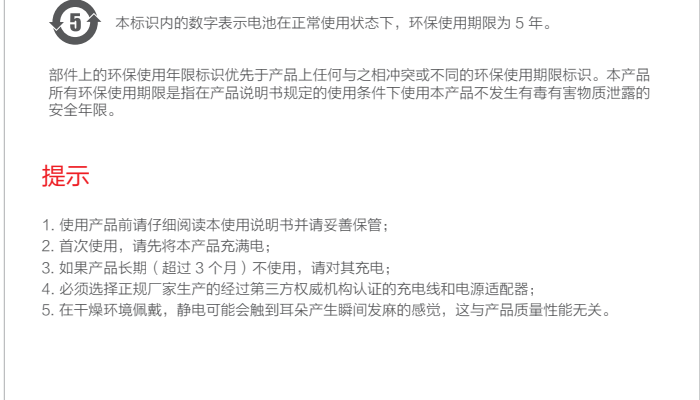 5
本标识内的数字表示电池在正常使用状态下，环保使用期限为 5 年。
部件上的环保使用年限标识优先于产品上任何与之相冲突或不同的环保使用期限标识。本产品
所有环保使用期限是指在产品说明书规定的使用条件下使用本产品不发生有毒有害物质泄露的
安全年限。
提示
1. 使用产品前请仔细阅读本使用说明书并请妥善保管；
2. 首次使用，请先将本产品充满电；
3. 如果产品长期（超过 3 个月）不使用，请对其充电；
4. 必须选择正规厂家生产的经过第三方权威机构认证的充电线和电源适配器；
5. 在干燥环境佩戴，静电可能会触到耳朵产生瞬间发麻的感觉，这与产品质量性能无关。